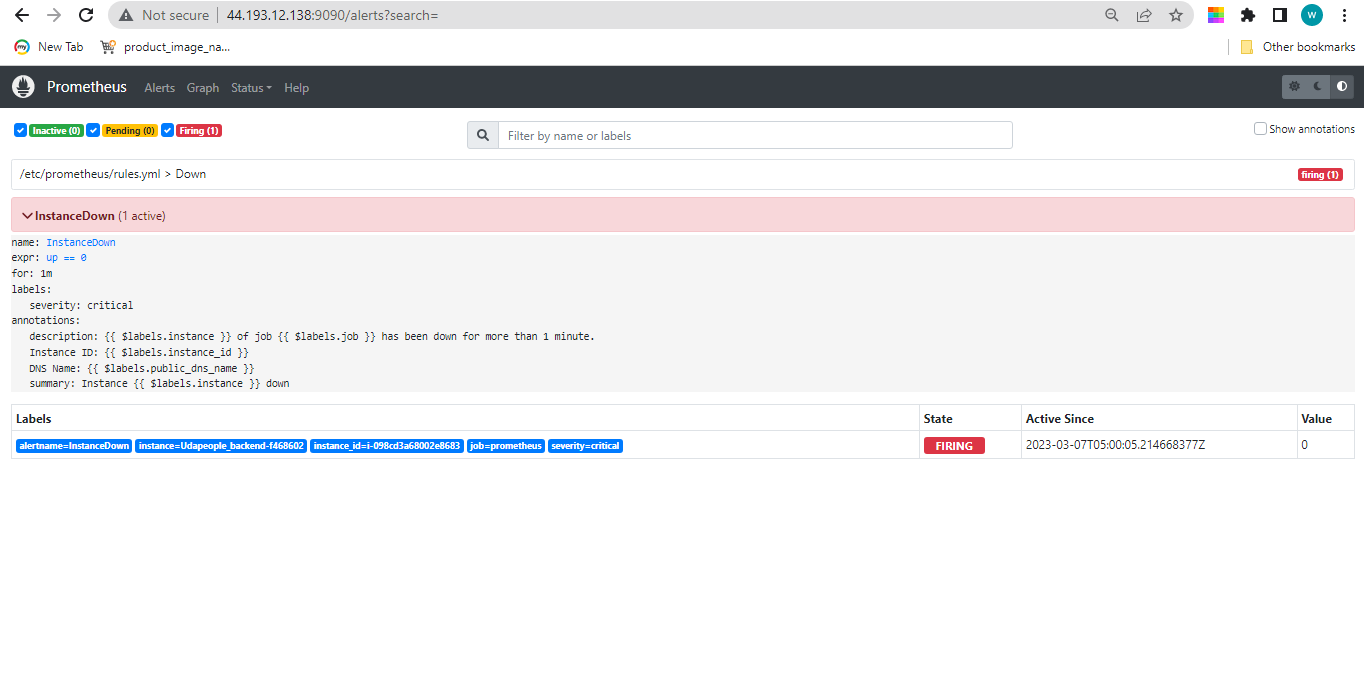 Not secure 44.193.12.138:9090/alerts?search= W
New Tab product_image_na... Other bookmarks
Prometheus Alerts Graph Status Help
Inactive (0) Pending (0) Firing (1) Filter by name or labels Show annotations
/etc/prometheus/rules.yml > Down firing (1)
InstanceDown (1 active)
name: InstanceDown
expr: up == 0
for: 1m
labels:
severity: critical
annotations:
description: {{ $labels.instance }} of job {{ $labels.job }} has been down for more than 1 minute.
Instance ID: {{ $labels.instance_id }}
DNS Name: {{ $labels.public_dns_name }}
summary: Instance {{ $labels.instance }} down
Labels State Active Since Value
alertname=InstanceDown instance=Udapeople_backend-f468602 instance_id=i-098cd3a68002e8683 job=prometheus severity=critical FIRING 2023-03-07T05:00:05.214668377Z 0